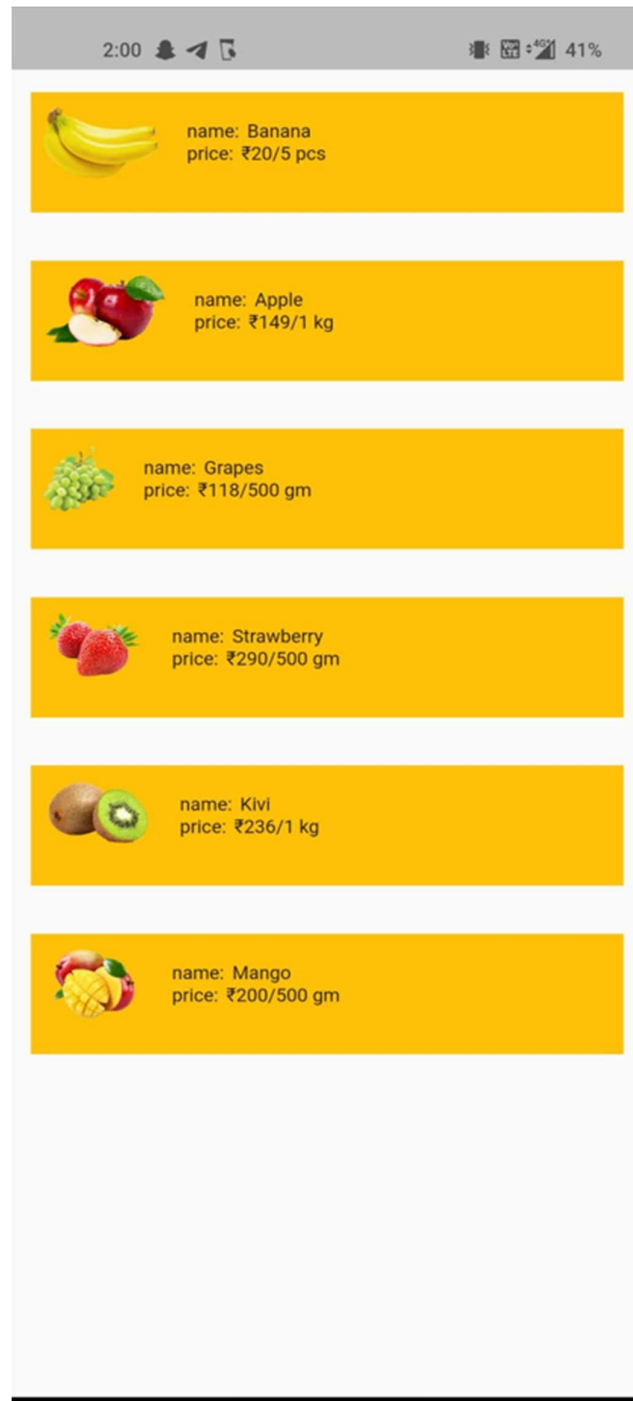 2:00 VoLTE 4G+ 41%
name: Banana
price: ₹20/5 pcs
name: Apple
price: ₹149/1 kg
name: Grapes
price: ₹118/500 gm
name: Strawberry
price: ₹290/500 gm
name: Kivi
price: ₹236/1 kg
name: Mango
price: ₹200/500 gm